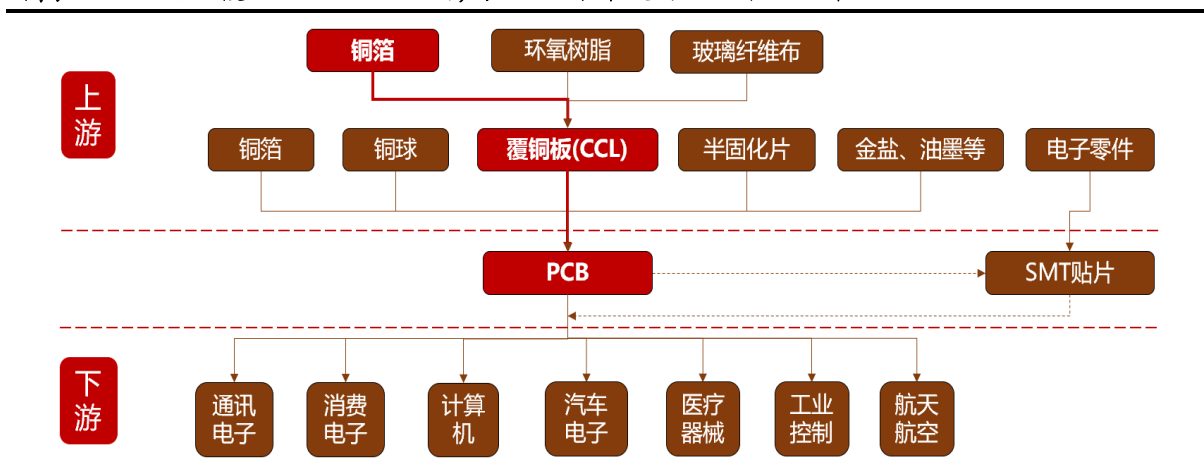 铜箔
环氧树脂
玻璃纤维布
上
游
铜箔
铜球
覆铜板(CCL)
半固化片
金盐、油墨等
电子零件
PCB
SMT贴片
下
游
通讯
电子
消费
电子
计算
机
汽车
电子
医疗
器械
工业
控制
航天
航空